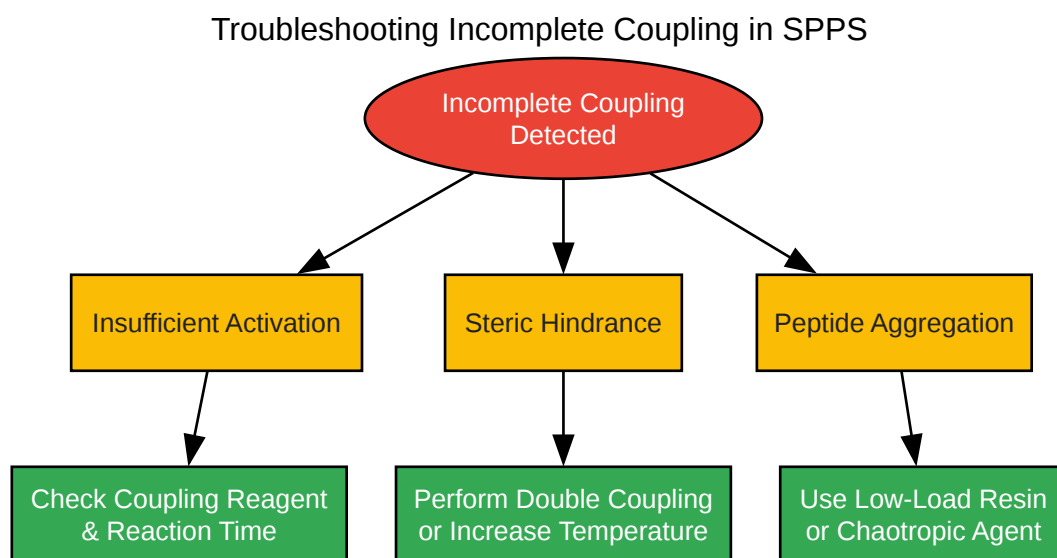 Troubleshooting Incomplete Coupling in SPPS
Incomplete Coupling
Detected
Insufficient Activation
Steric Hindrance
Peptide Aggregation
Check Coupling Reagent
& Reaction Time
Perform Double Coupling
or Increase Temperature
Use Low-Load Resin
or Chaotropic Agent